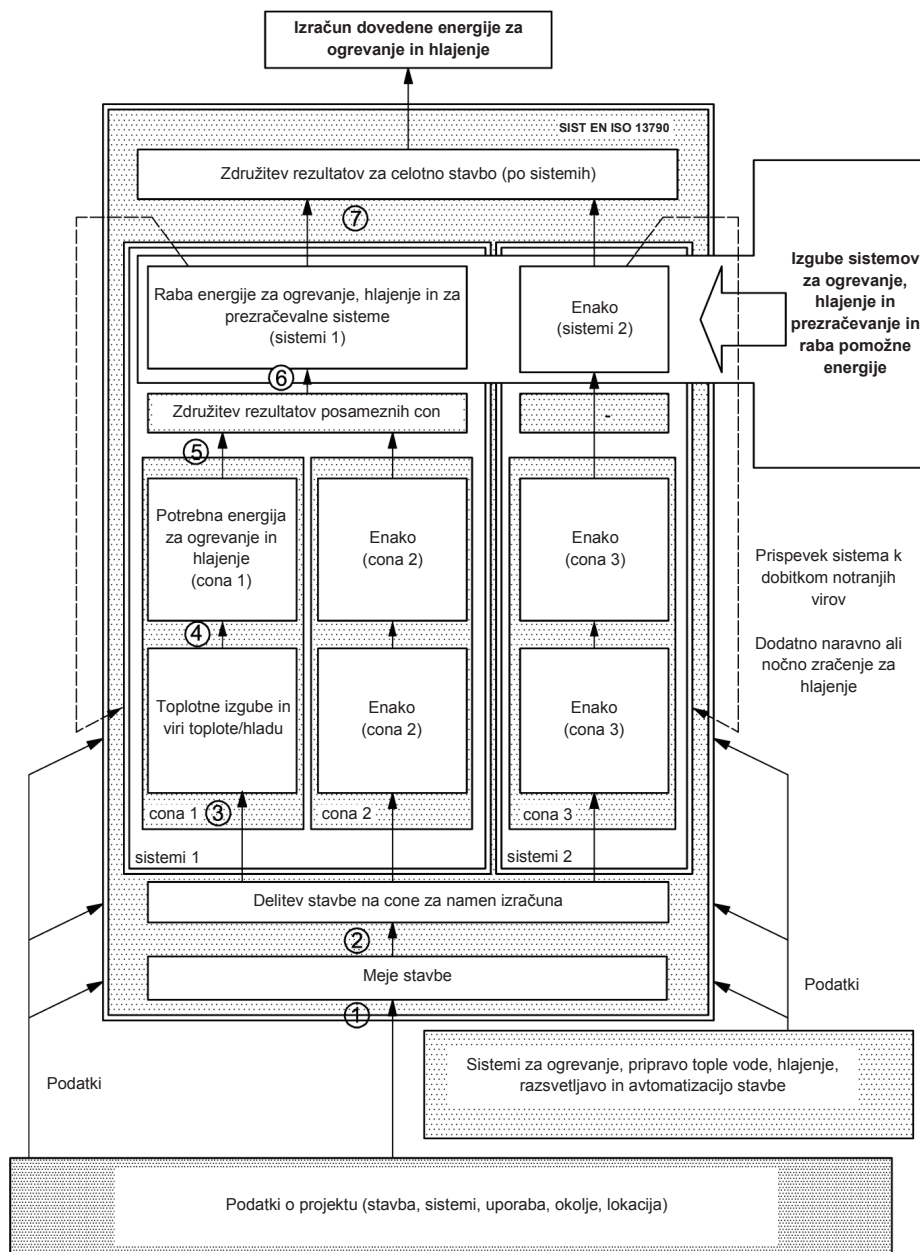 Izračun dovedene energije za
ogrevanje in hlajenje
SIST EN ISO 13790
Združitev rezultatov za celotno stavbo (po sistemih)
7
Izgube sistemov
za ogrevanje,
hlajenje in
prezračevanje in
raba pomožne
energije
Raba energije za ogrevanje, hlajenje in za
prezračevalne sisteme
(sistemi 1)
Enako
(sistemi 2)
6
Združitev rezultatov posameznih con
-
5
Potrebna energija
za ogrevanje in
hlajenje
(cona 1)
Enako
(cona 2)
Enako
(cona 3)
Prispevek sistema k
dobitkom notranjih
virov
Dodatno naravno ali
nočno zračenje za
hlajenje
4
Toplotne izgube in
viri toplote/hladu
Enako
(cona 2)
Enako
(cona 3)
cona 1
3
cona 2
cona 3
sistemi 1
sistemi 2
Delitev stavbe na cone za namen izračuna
2
Meje stavbe
1
Podatki
Sistemi za ogrevanje, pripravo tople vode, hlajenje,
razsvetljavo in avtomatizacijo stavbe
Podatki
Podatki o projektu (stavba, sistemi, uporaba, okolje, lokacija)